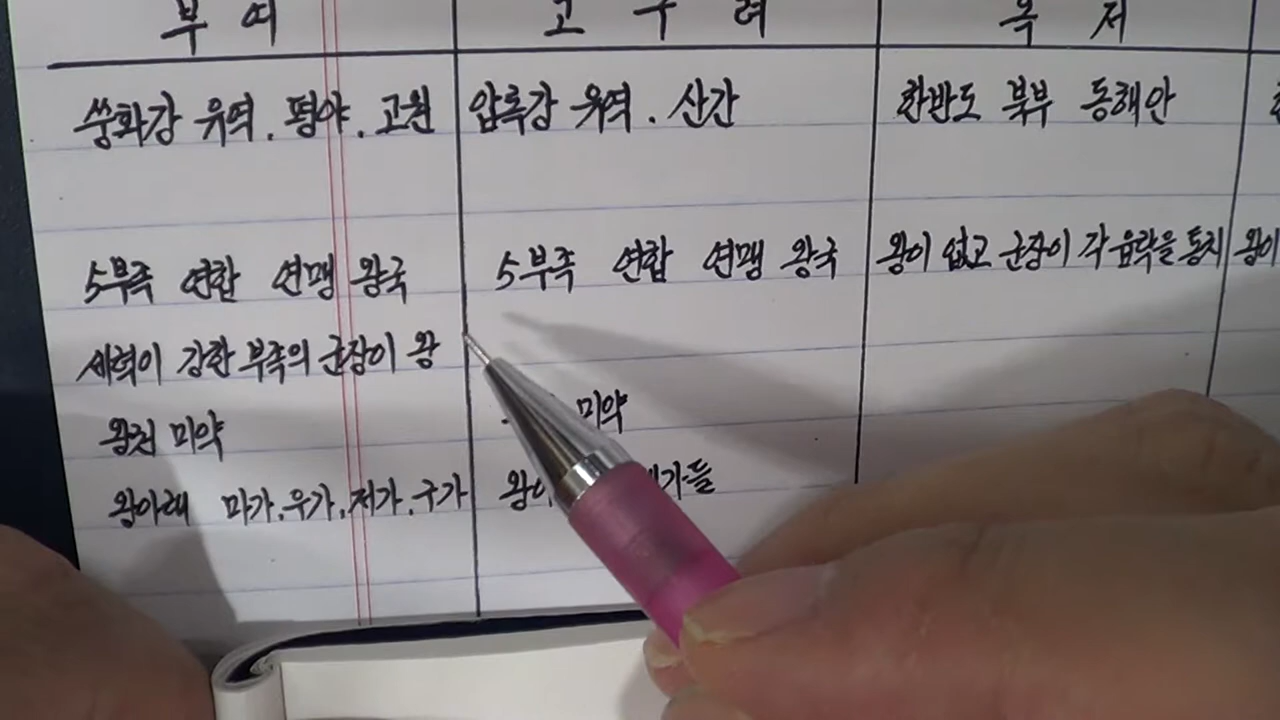 부여 고구려 옥저
쑹화강 유역. 평야. 고원 압록강 유역. 산간 한반도 북부 동해안
5부족 연합 연맹 왕국 5부족 연합 연맹 왕국 왕이 없고 군장이 각 읍락을 통치 왕이
세력이 강한 부족의 군장이 왕
왕권 미약 미약
왕아래 마가.우가.저가.구가